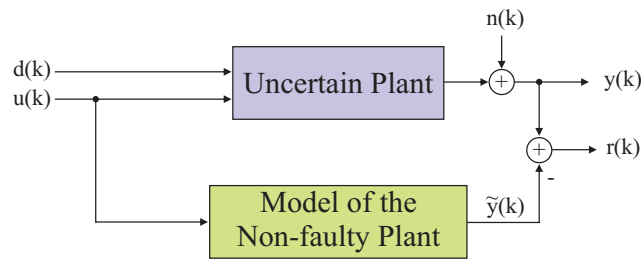 n(k)
d(k)
u(k)
Uncertain Plant
+
y(k)
+
r(k)
-
Model of the
Non-faulty Plant
ỹ(k)